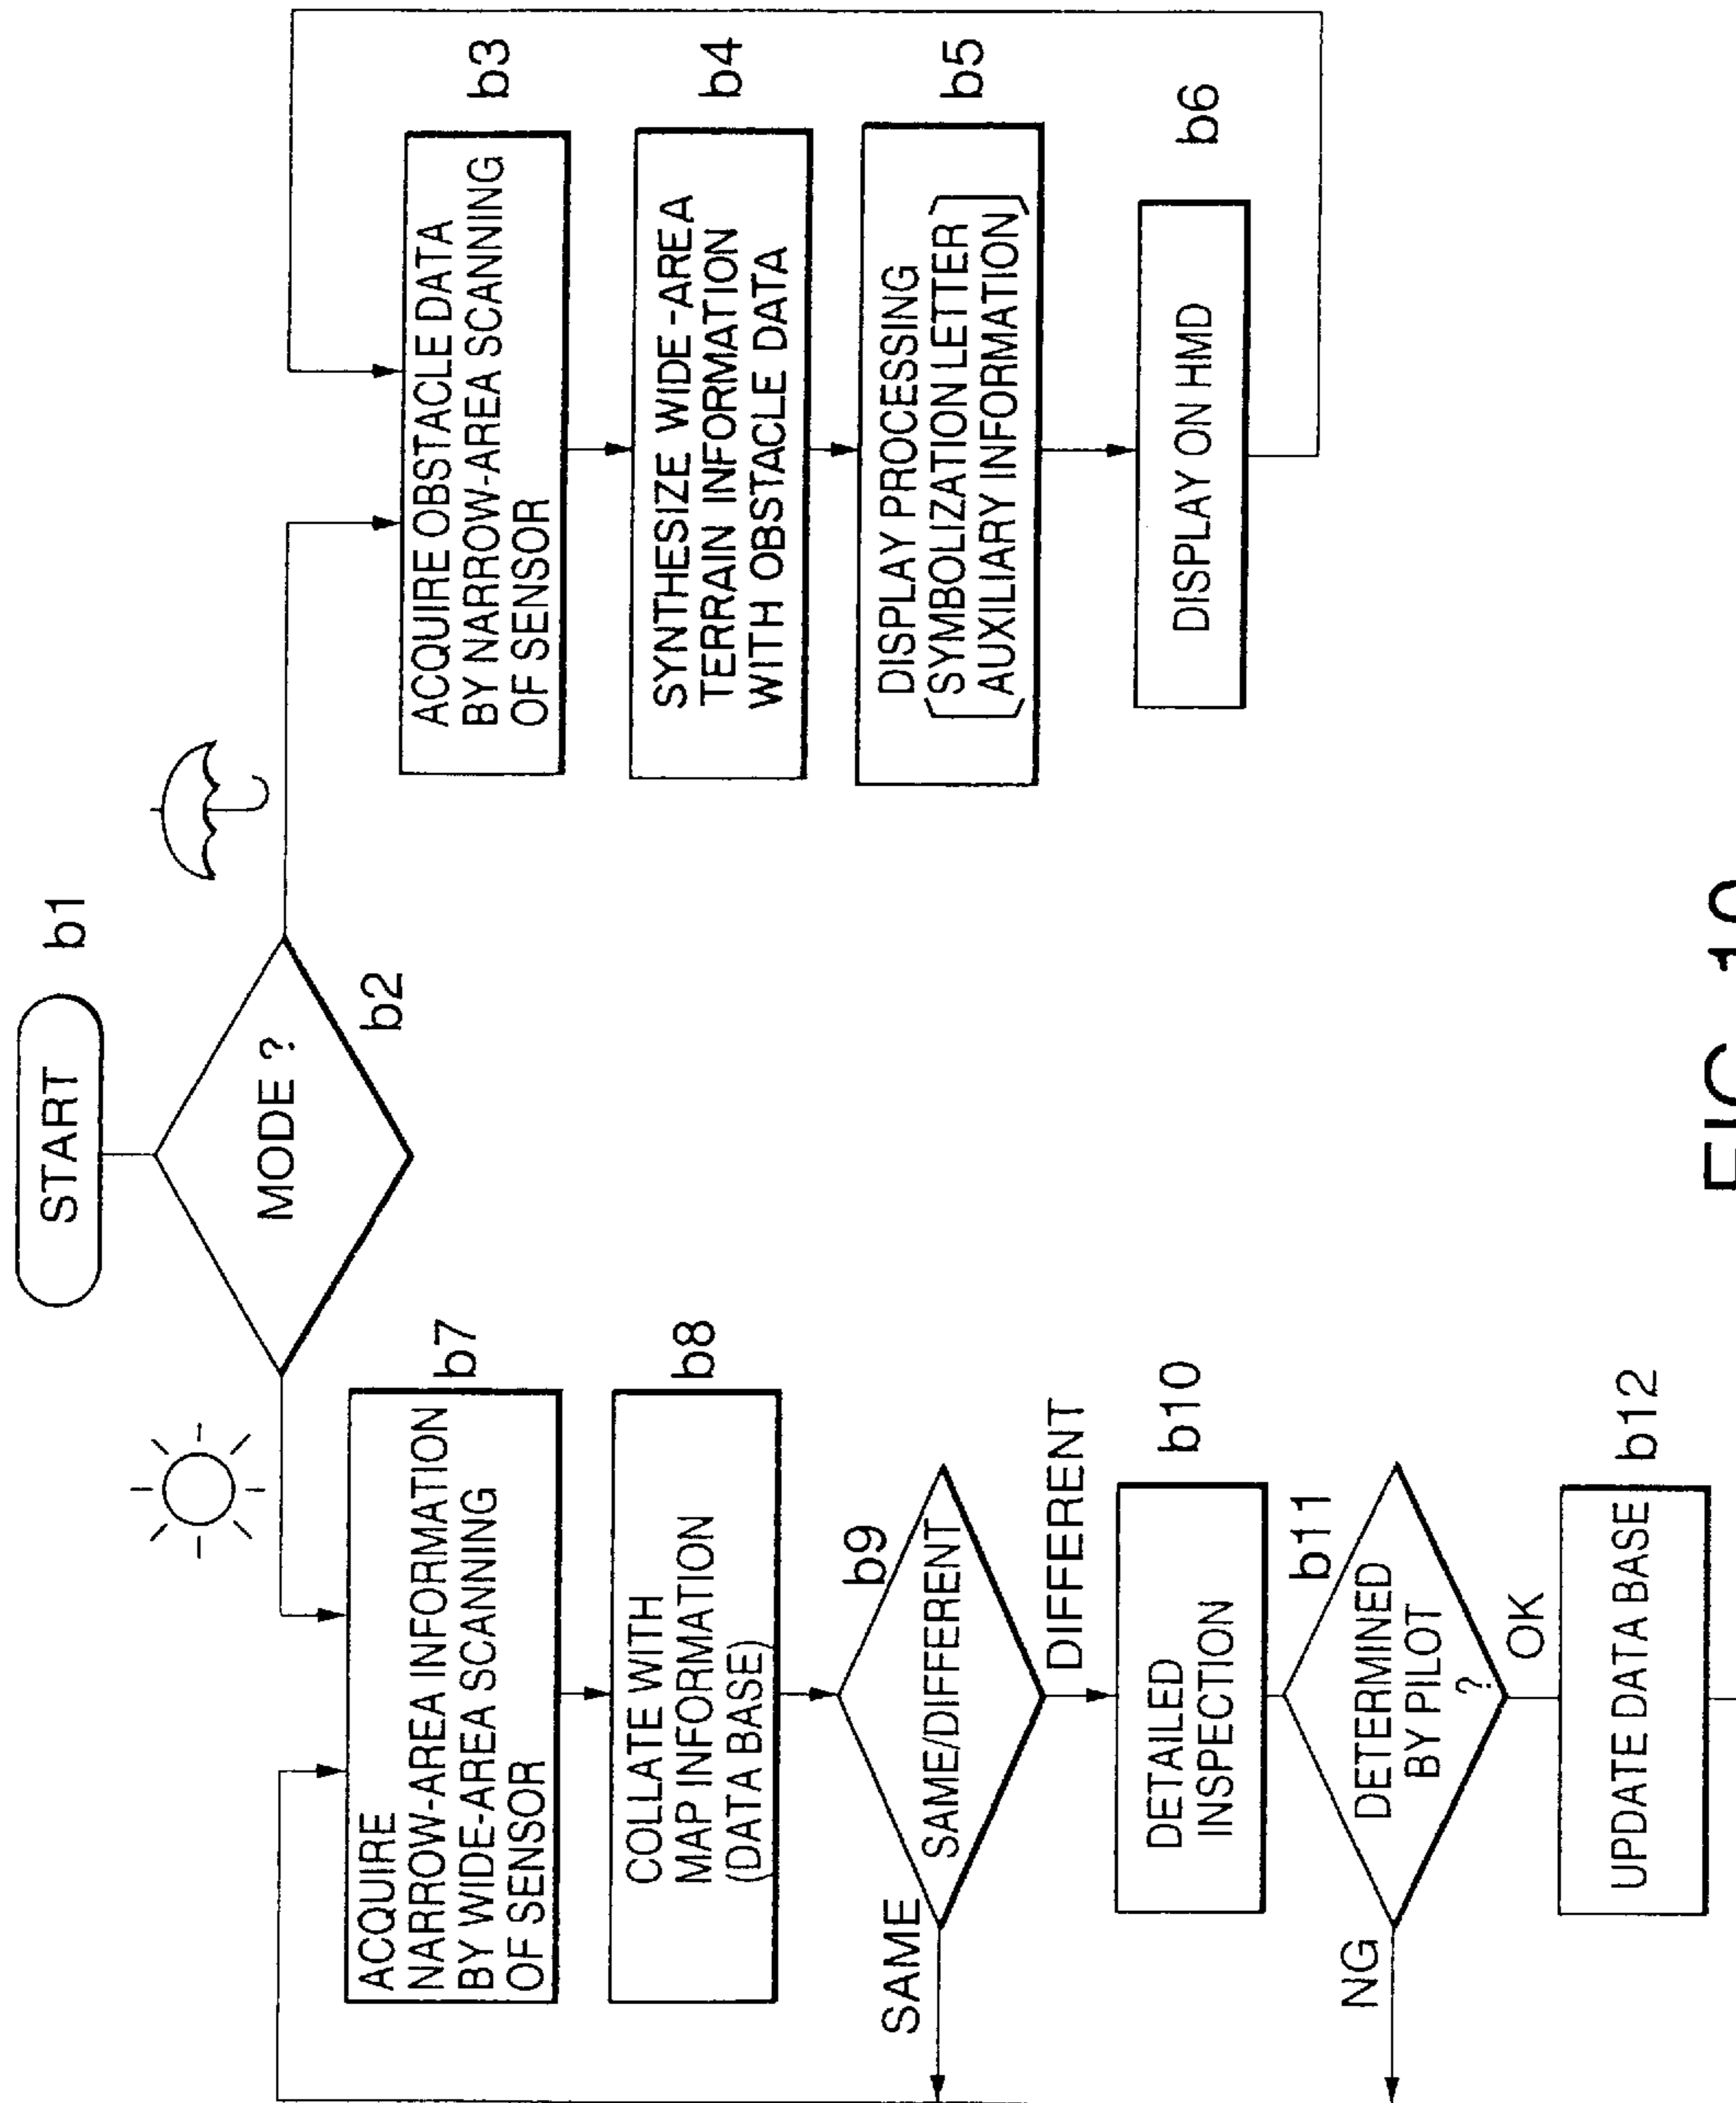 START
b1
MODE ?
b2
ACQUIRE OBSTACLE DATA
BY NARROW-AREA SCANNING
OF SENSOR
b3
SYNTHESIZE WIDE-AREA
TERRAIN INFORMATION
WITH OBSTACLE DATA
b4
DISPLAY PROCESSING
SYMBOLIZATION LETTER
AUXILIARY INFORMATION
b5
DISPLAY ON HMD
b6
ACQUIRE
NARROW-AREA INFORMATION
BY WIDE-AREA SCANNING
OF SENSOR
b7
COLLATE WITH
MAP INFORMATION
(DATA BASE)
b8
SAME/DIFFERENT
b9
SAME
DIFFERENT
DETAILED
INSPECTION
b10
DETERMINED
BY PILOT
?
b11
NG
OK
UPDATE DATA BASE
b12